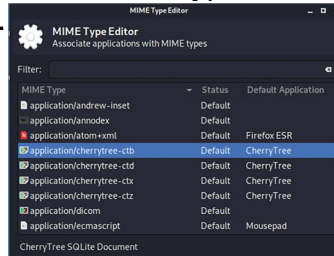 MIME Type Editor
MIME Type Editor
Associate applications with MIME types
Filter:
MIME Type Status Default Application
application/andrew-inset Default
application/annodex Default
application/atom+xml Default Firefox ESR
application/cherrytree-ctb Default CherryTree
application/cherrytree-ctd Default CherryTree
application/cherrytree-ctx Default CherryTree
application/cherrytree-ctz Default CherryTree
application/dicom Default
application/ecmascript Default Mousepad
CherryTree SQLite Document